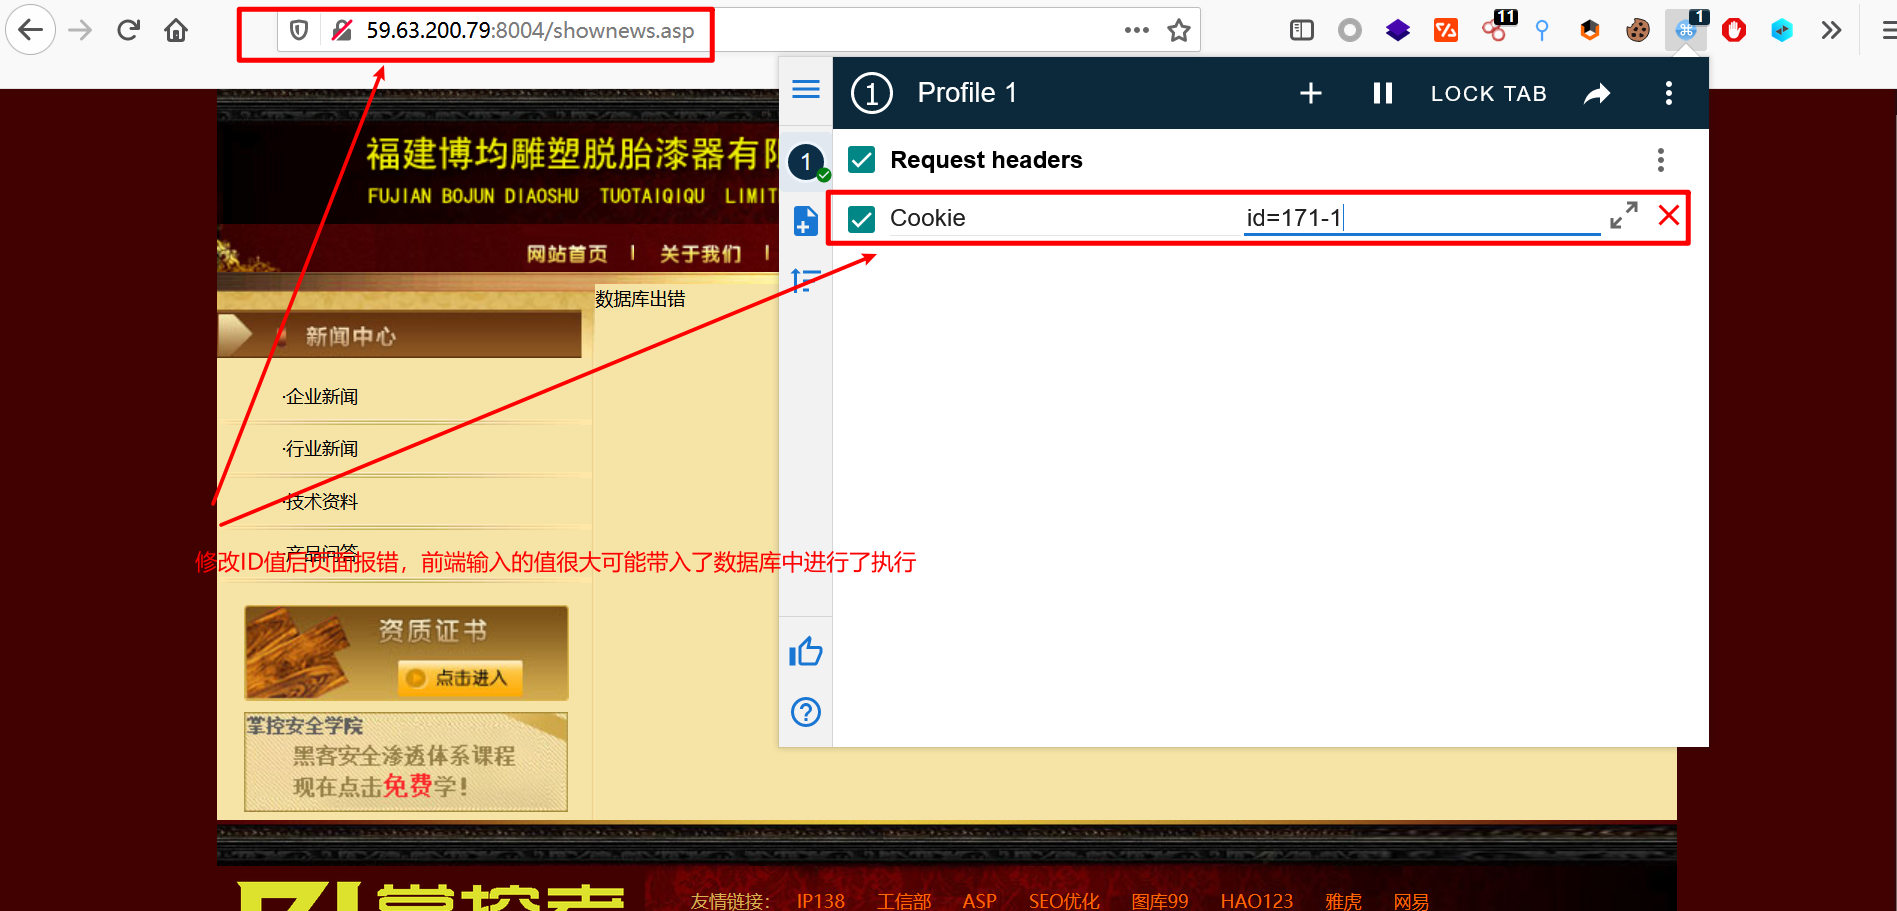 59.63.200.79:8004/shownews.asp
11
1
1 Profile 1
LOCK TAB
1
Request headers
Cookie
id=171-1
福建博均雕塑脱胎漆器有限
FUJIAN BOJUN DIAOSHU TUOTAIQIQU LIMIT
网站首页 | 关于我们 |
数据库出错
新闻中心
·企业新闻
·行业新闻
·技术资料
·产品问答
修改ID值后页面报错，前端输入的值很大可能带入了数据库中进行了执行
资质证书
点击进入
掌控安全学院
黑客安全渗透体系课程
现在点击免费学！
掌控安
友情链接： IP138 工信部 ASP SEO优化 图库99 HAO123 雅虎 网易